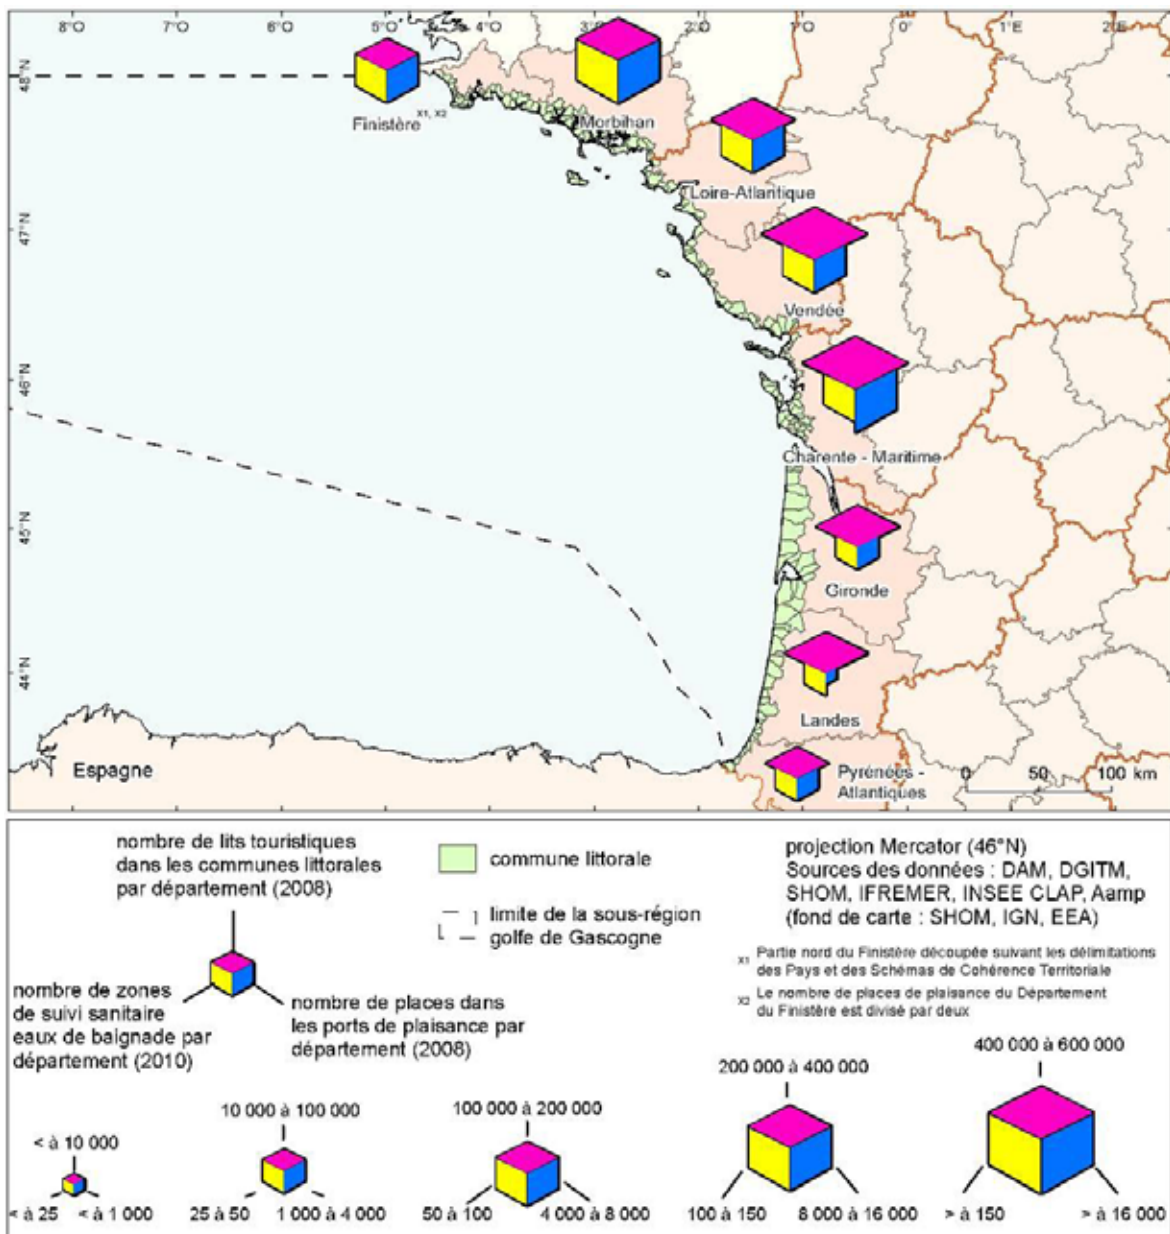 8°O 6°O 5°O 4°O 3°O 2°O 1°O 0° 1°E 2°E
48°N
47°N
46°N
45°N
44°N
Finistère x1, x2
Morbihan
Loire-Atlantique
Vendée
Charente - Maritime
Gironde
Landes
Pyrénées -
Atlantiques
Espagne
0 50 100 km
nombre de lits touristiques
dans les communes littorales
par département (2008)
nombre de zones
de suivi sanitaire
eaux de baignade par
département (2010)
nombre de places dans
les ports de plaisance par
département (2008)
commune littorale
limite de la sous-région
golfe de Gascogne
projection Mercator (46°N)
Sources des données : DAM, DGITM,
SHOM, IFREMER, INSEE CLAP, Aamp
(fond de carte : SHOM, IGN, EEA)
x1 Partie nord du Finistère découpée suivant les délimitations
des Pays et des Schémas de Cohérence Territoriale
x2 Le nombre de places de plaisance du Département
du Finistère est divisé par deux
< à 10 000
< à 25 < à 1 000
10 000 à 100 000
25 à 50 1 000 à 4 000
100 000 à 200 000
50 à 100 4 000 à 8 000
200 000 à 400 000
100 à 150 8 000 à 16 000
400 000 à 600 000
> à 150 > à 16 000